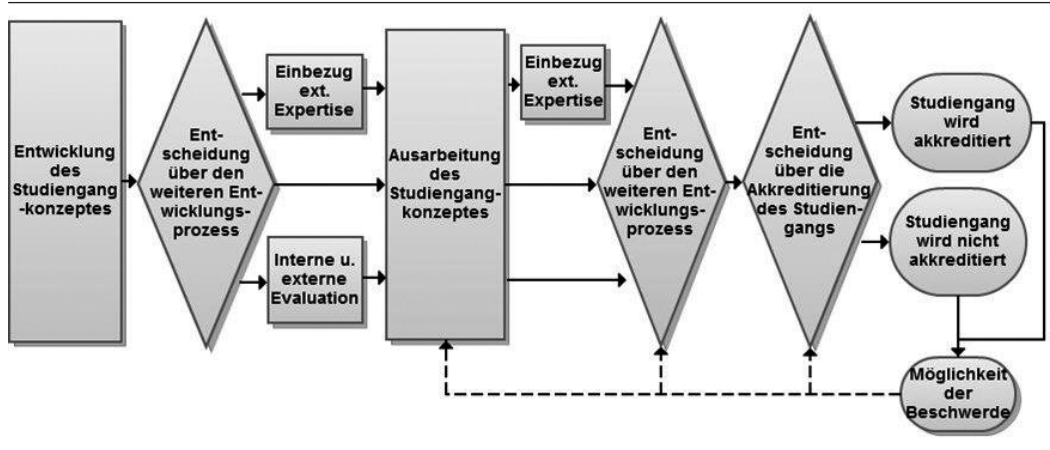 Entwicklung
des
Studiengang
-konzeptes
Ent-
scheidung
über den
weiteren Ent-
wicklungs-
prozess
Einbezug
ext.
Expertise
Interne u.
externe
Evaluation
Ausarbeitung
des
Studiengang-
konzeptes
Einbezug
ext.
Expertise
Ent-
scheidung
über den
weiteren Ent-
wicklungs-
prozess
Ent-
scheidung
über die
Akkreditierung
des Studien-
gangs
Studiengang
wird
akkreditiert
Studiengang
wird nicht
akkreditiert
Möglichkeit
der
Beschwerde